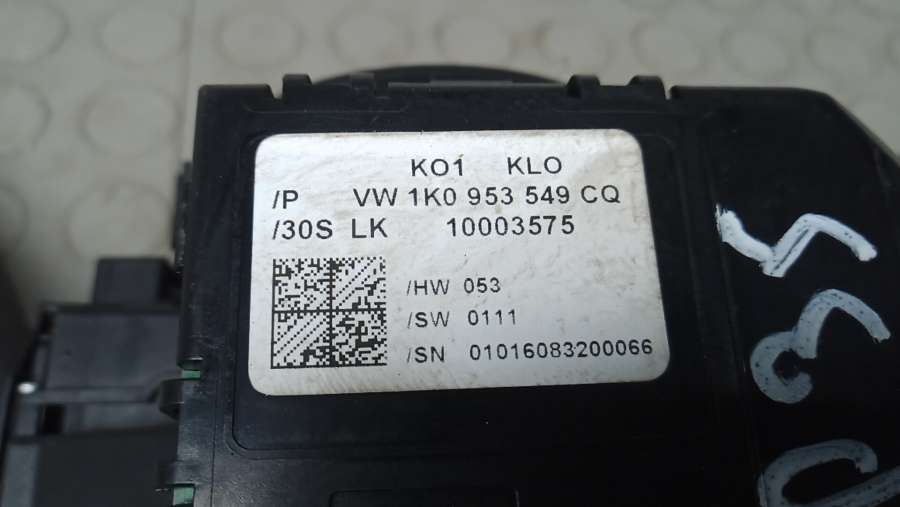 KO1 KLO
/P VW 1K0 953 549 CQ
/30S LK 10003575
/HW 053
/SW 0111
/SN 01016083200066